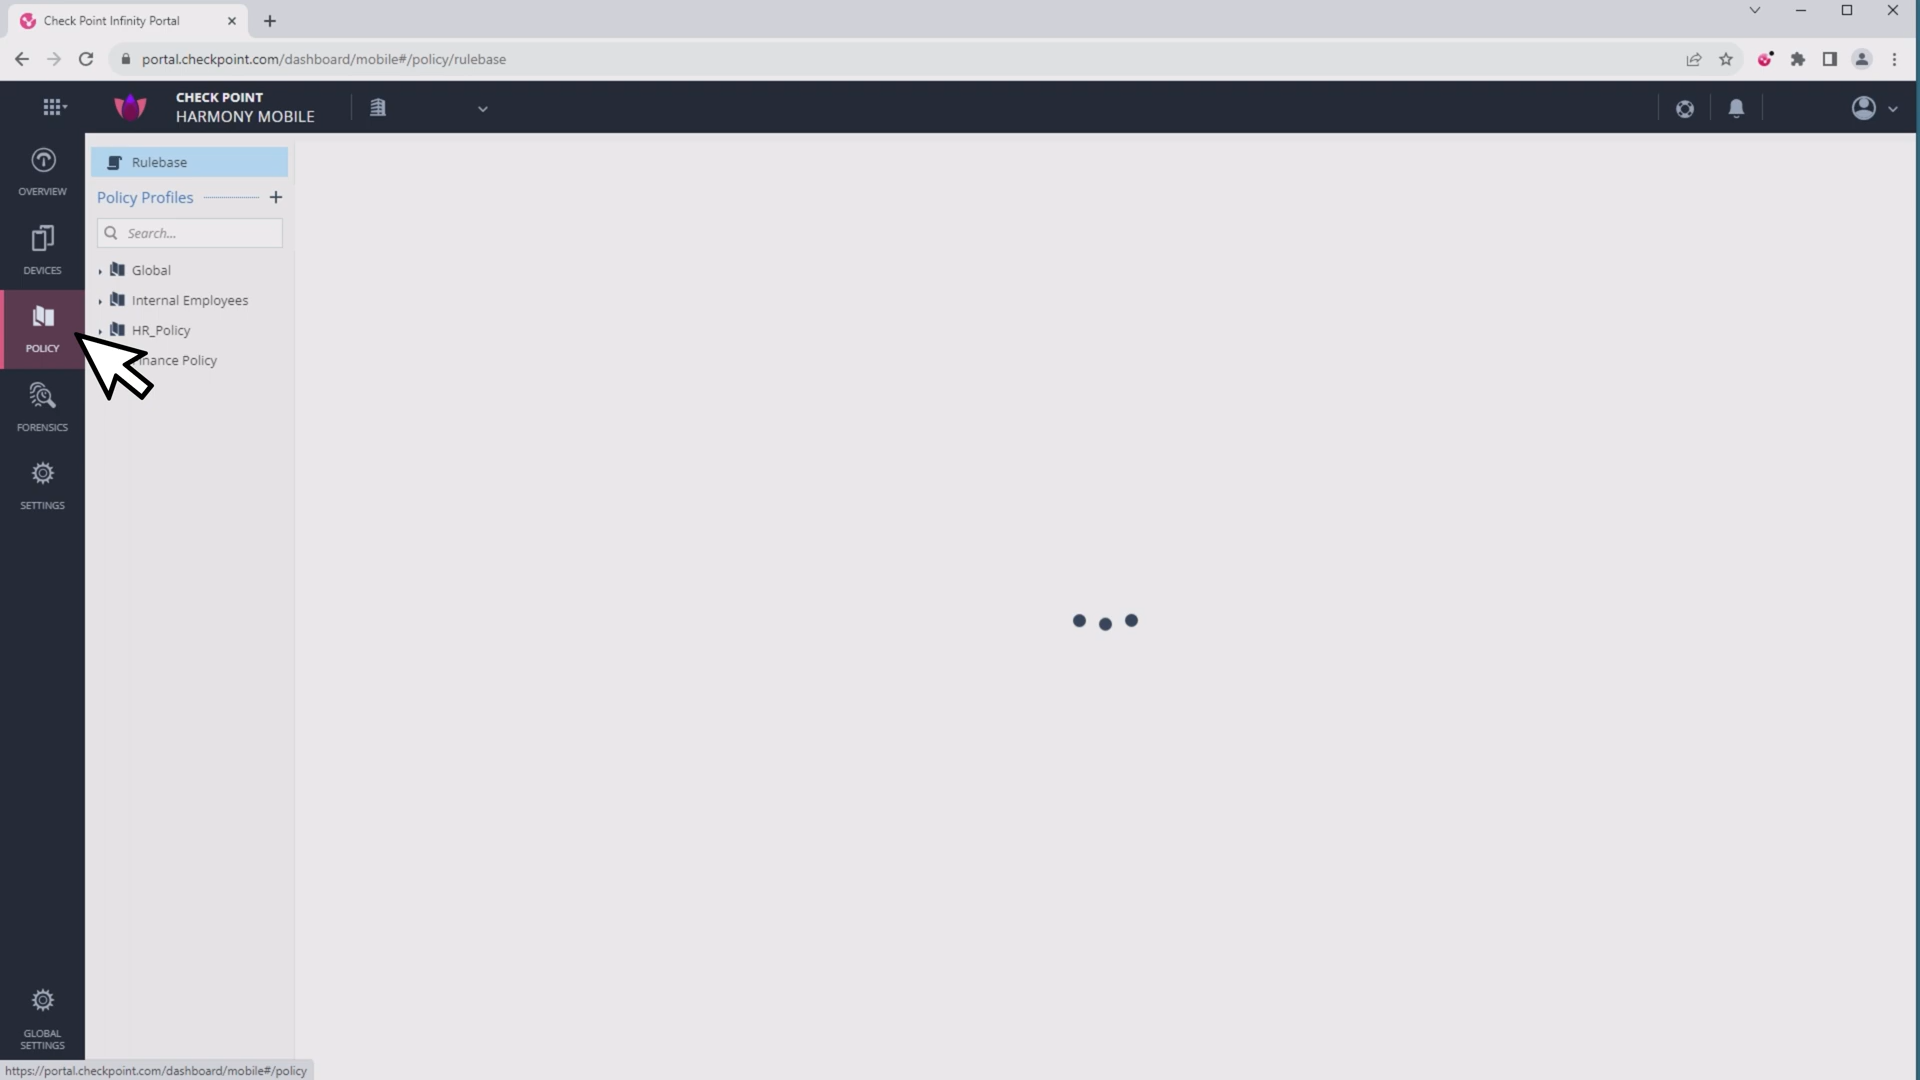 Check Point Infinity Portal
portal.checkpoint.com/dashboard/mobile#/policy/rulebase
CHECK POINT
HARMONY MOBILE
OVERVIEW
DEVICES
POLICY
FORENSICS
SETTINGS
GLOBAL
SETTINGS
Rulebase
Policy Profiles
Search...
Global
Internal Employees
HR_Policy
Policy
https://portal.checkpoint.com/dashboard/mobile#/policy